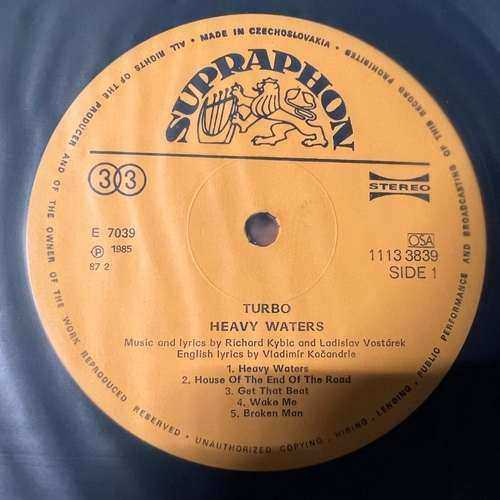 · MADE IN CZECHOSLOVAKIA · ALL RIGHTS OF THE PRODUCER AND OF THE OWNER OF THE WORK REPRODUCED RESERVED · UNAUTHORIZED COPYING · HIRING · LENDING · PUBLIC PERFORMANCE AND BROADCASTING OF THIS RECORD PROHIBITED
SUPRAPHON
33
STEREO
E 7039
Ⓟ 1985
87 2
OSA
1113 3839
SIDE 1
TURBO
HEAVY WATERS
Music and lyrics by Richard Kybic and Ladislav Vostárek
English lyrics by Vladimír Kočandrle
1. Heavy Waters
2. House Of The End Of The Road
3. Get That Beat
4. Wake Me
5. Broken Man